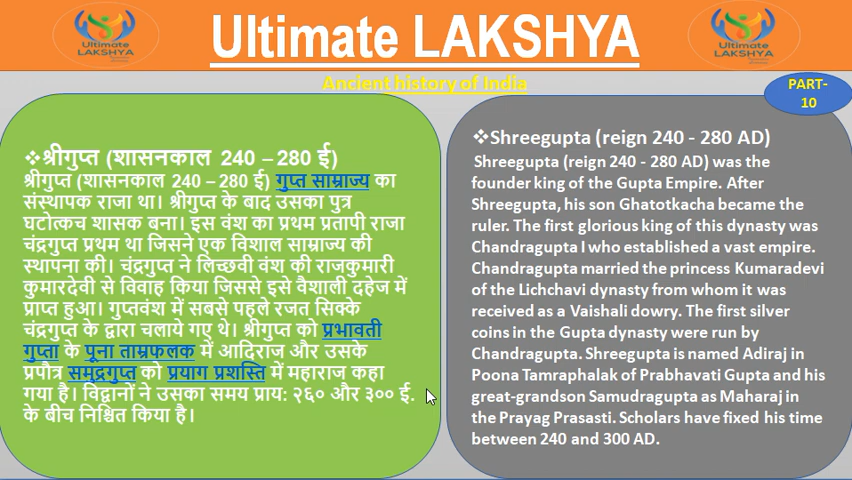 Ultimate LAKSHYA
Ultimate
LAKSHYA
Ultimate
LAKSHYA
Ancient history of India
PART-
10
❖श्रीगुप्त (शासनकाल 240 – 280 ई)
श्रीगुप्त (शासनकाल 240 – 280 ई) गुप्त साम्राज्य का
संस्थापक राजा था। श्रीगुप्त के बाद उसका पुत्र
घटोत्कच शासक बना। इस वंश का प्रथम प्रतापी राजा
चंद्रगुप्त प्रथम था जिसने एक विशाल साम्राज्य की
स्थापना की। चंद्रगुप्त ने लिच्छवी वंश की राजकुमारी
कुमारदेवी से विवाह किया जिससे इसे वैशाली दहेज में
प्राप्त हुआ। गुप्तवंश में सबसे पहले रजत सिक्के
चंद्रगुप्त के द्वारा चलाये गए थे। श्रीगुप्त को प्रभावती
गुप्ता के पूना ताम्रफलक में आदिराज और उसके
प्रपौत्र समुद्रगुप्त को प्रयाग प्रशस्ति में महाराज कहा
गया है। विद्वानों ने उसका समय प्राय: २६० और ३०० ई.
के बीच निश्चित किया है।
❖Shreegupta (reign 240 - 280 AD)
Shreegupta (reign 240 - 280 AD) was the
founder king of the Gupta Empire. After
Shreegupta, his son Ghatotkacha became the
ruler. The first glorious king of this dynasty was
Chandragupta I who established a vast empire.
Chandragupta married the princess Kumaradevi
of the Lichchavi dynasty from whom it was
received as a Vaishali dowry. The first silver
coins in the Gupta dynasty were run by
Chandragupta. Shreegupta is named Adiraj in
Poona Tamraphalak of Prabhavati Gupta and his
great-grandson Samudragupta as Maharaj in
the Prayag Prasasti. Scholars have fixed his time
between 240 and 300 AD.